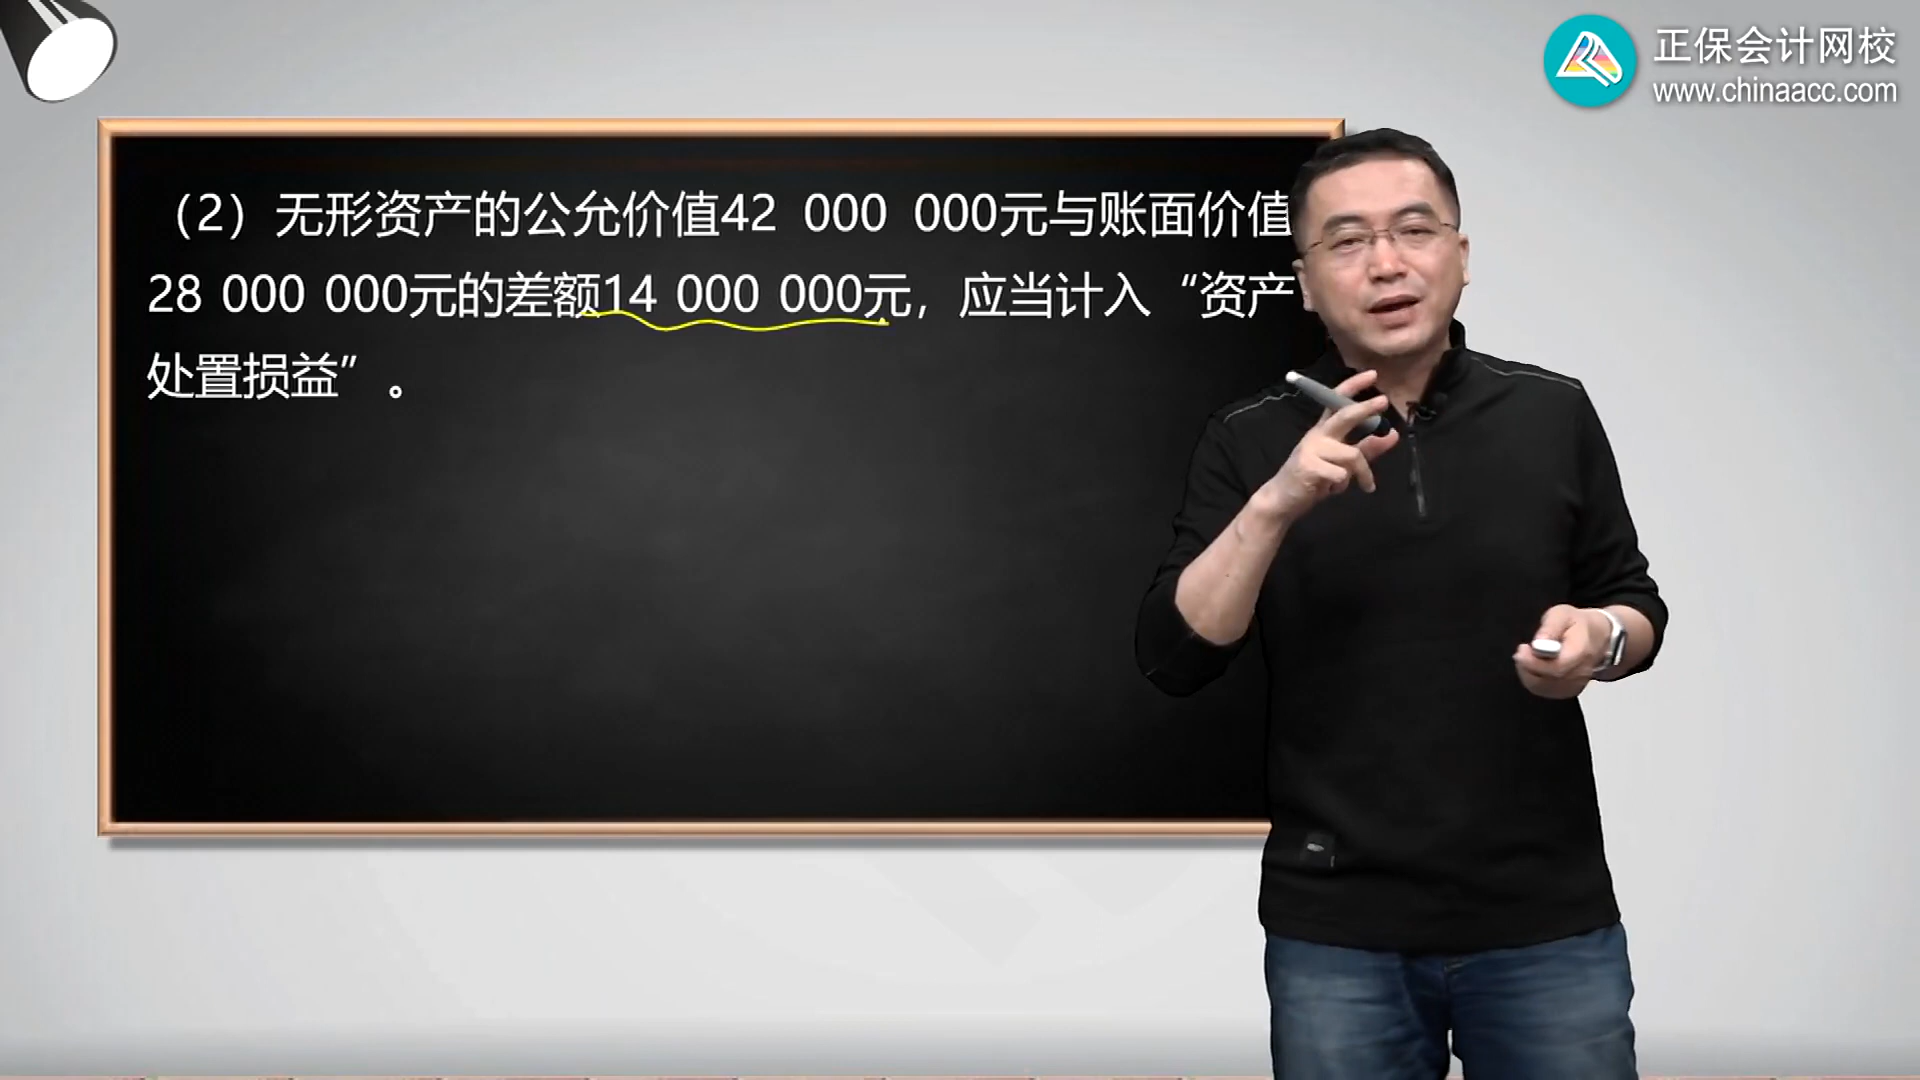 正保会计网校
www.chinaacc.com
（2）无形资产的公允价值42 000 000元与账面价值
28 000 000元的差额14 000 000元，应当计入“资产
处置损益”。